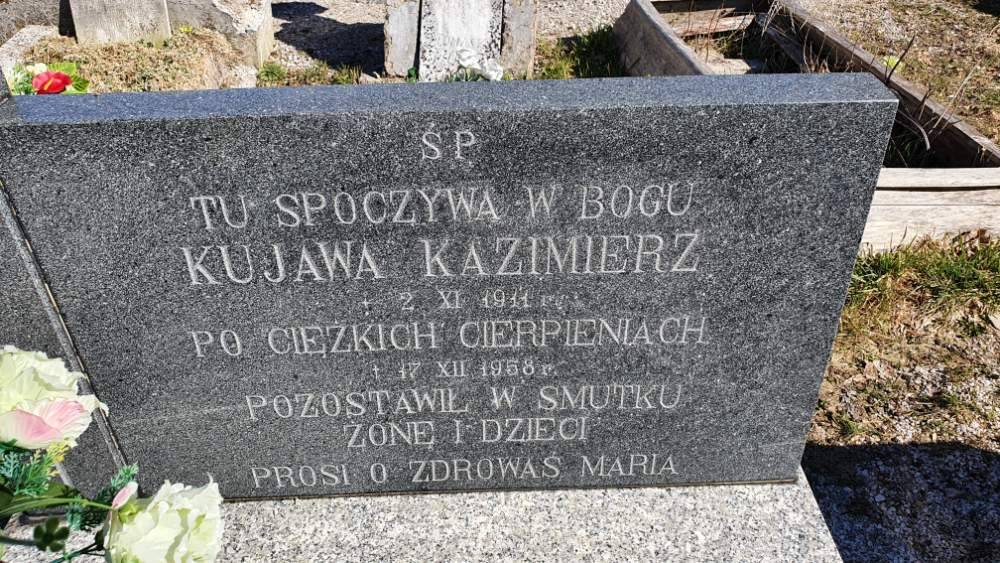 ŚP
TU SPOCZYWA W BOGU
KUJAWA KAZIMIERZ
2 XI 1911 r.
PO CIĘZKICH CIERPIENIACH
† 17 XII 1958 r.
POZOSTAWIŁ W SMUTKU
ŻONĘ I DZIECI
PROSI O ZDROWAŚ MARIA